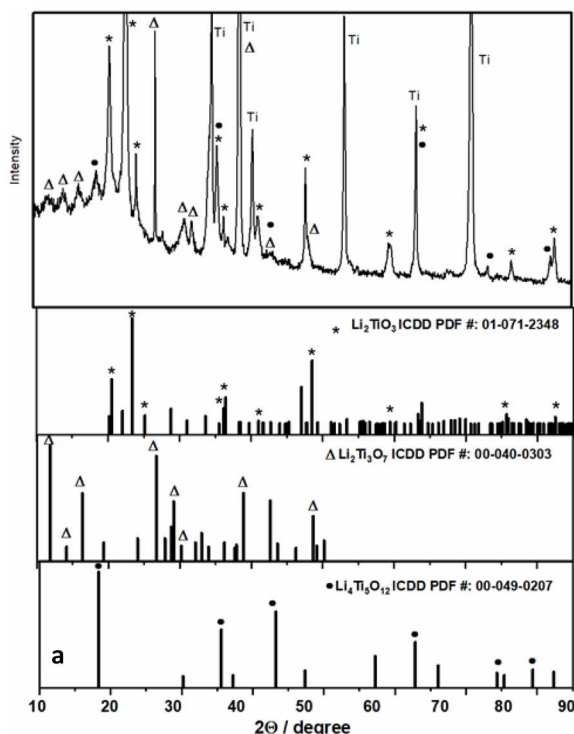 * * Δ Ti Ti Δ Ti Ti Ti * ● Ti
Intensity
Δ Δ Δ ● * Δ Δ ● * * * ● Δ * Δ * ● * ● *
Li2TiO3 ICDD PDF #: 01-071-2348
* * * * * * * * * * *
Δ Li2Ti3O7 ICDD PDF #: 00-040-0303
Δ Δ Δ Δ Δ Δ Δ Δ
● Li4Ti5O12 ICDD PDF #: 00-049-0207
● ● ● ● ● ●
a
10 20 30 40 50 60 70 80 90
2Θ / degree